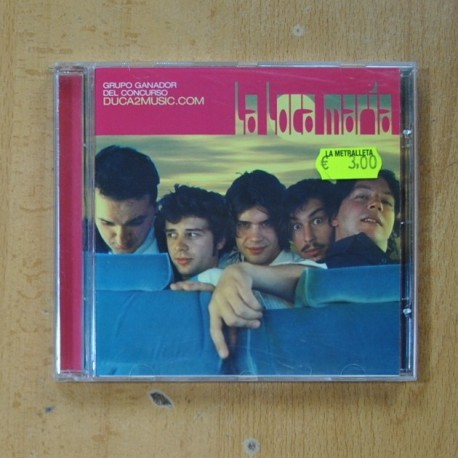 GRUPO GANADOR
DEL CONCURSO
DUCA2MUSIC.COM
La Loca maría
LA METRALLETA
€ 3,00